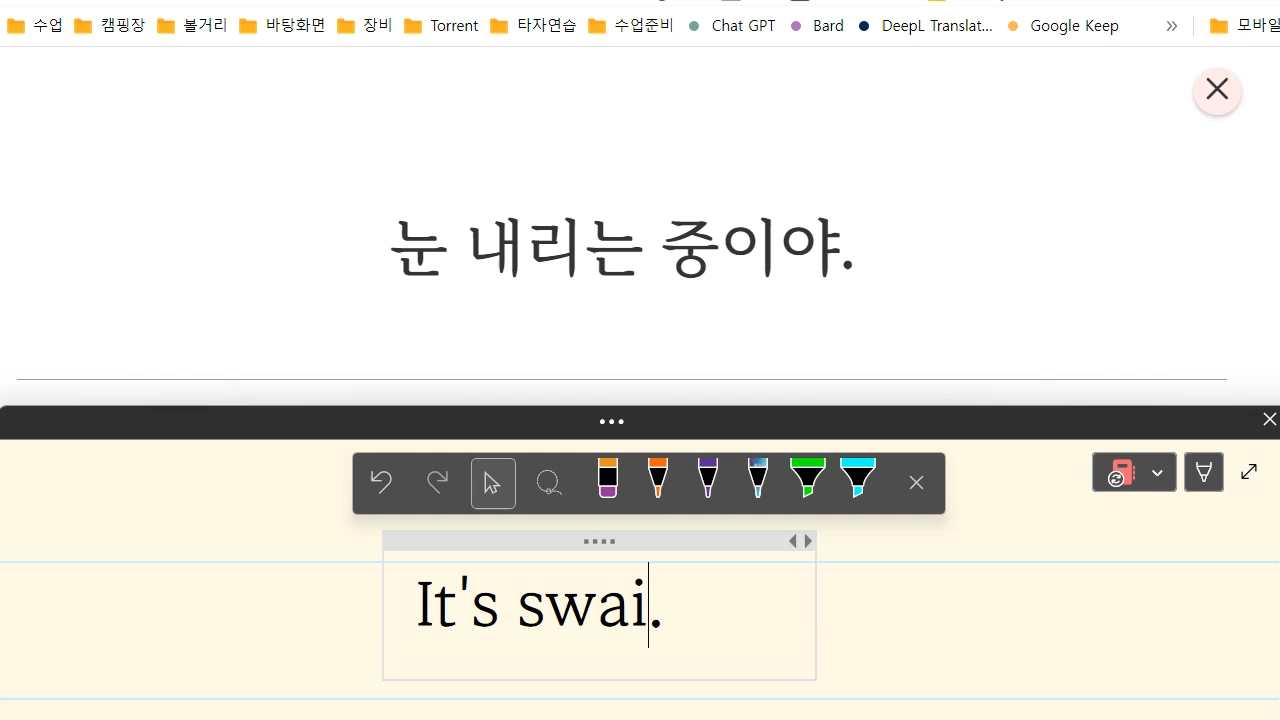 수업 캠핑장 볼거리 바탕화면 장비 Torrent 타자연습 수업준비 Chat GPT Bard DeepL Translat... Google Keep » 모바일
눈 내리는 중이야.
It's swai.